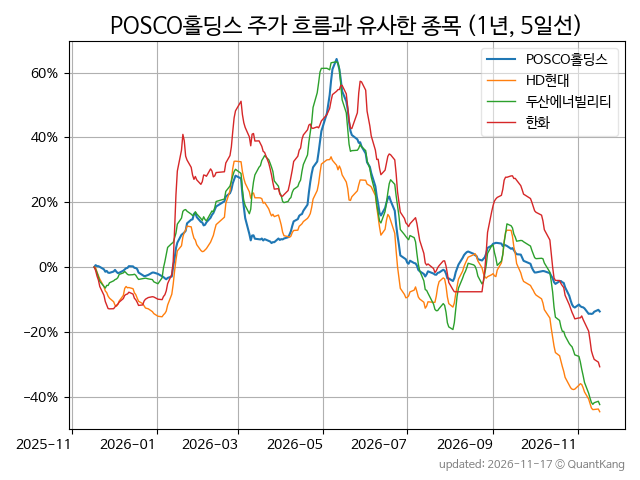 POSCO홀딩스 주가 흐름과 유사한 종목 (1년, 5일선)
POSCO홀딩스
HD현대
두산에너빌리티
한화
60%
40%
20%
0%
−20%
−40%
2025-11 2026-01 2026-03 2026-05 2026-07 2026-09 2026-11
updated: 2026-11-17 © QuantKang